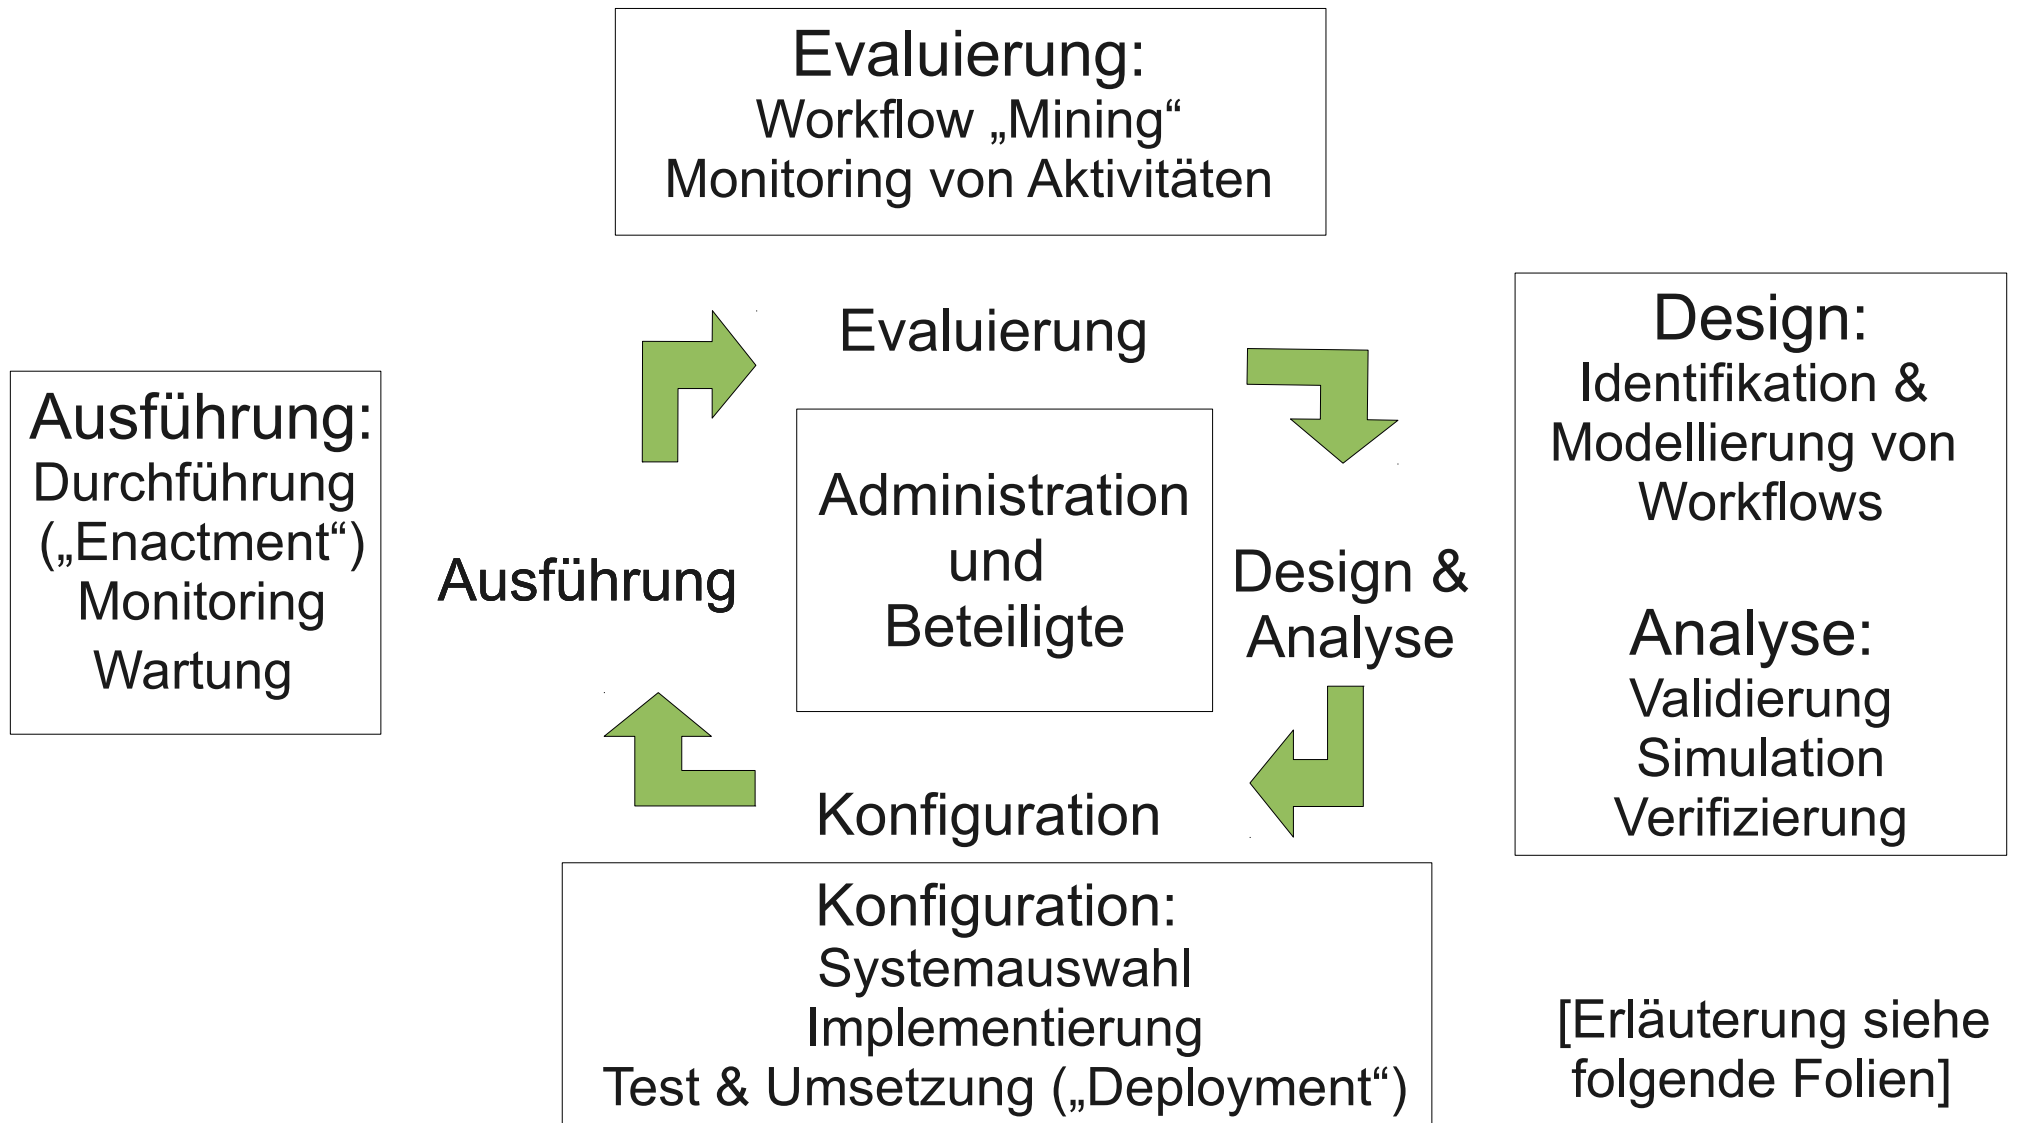 Evaluierung:
Workflow „Mining“
Monitoring von Aktivitäten
Evaluierung
Design:
Identifikation &
Modellierung von
Workflows
Analyse:
Validierung
Simulation
Verifizierung
Ausführung:
Durchführung
(„Enactment“)
Monitoring
Wartung
Ausführung
Administration
und
Beteiligte
Design &
Analyse
Konfiguration
Konfiguration:
Systemauswahl
Implementierung
Test & Umsetzung („Deployment“)
[Erläuterung siehe
folgende Folien]